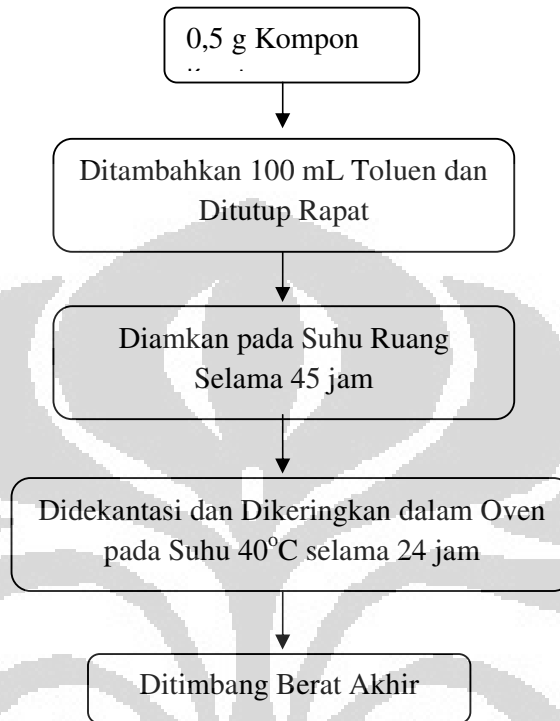 0,5 g Kompon
Ditambahkan 100 mL Toluen dan
Ditutup Rapat
Diamkan pada Suhu Ruang
Selama 45 jam
Didekantasi dan Dikeringkan dalam Oven
pada Suhu 40°C selama 24 jam
Ditimbang Berat Akhir